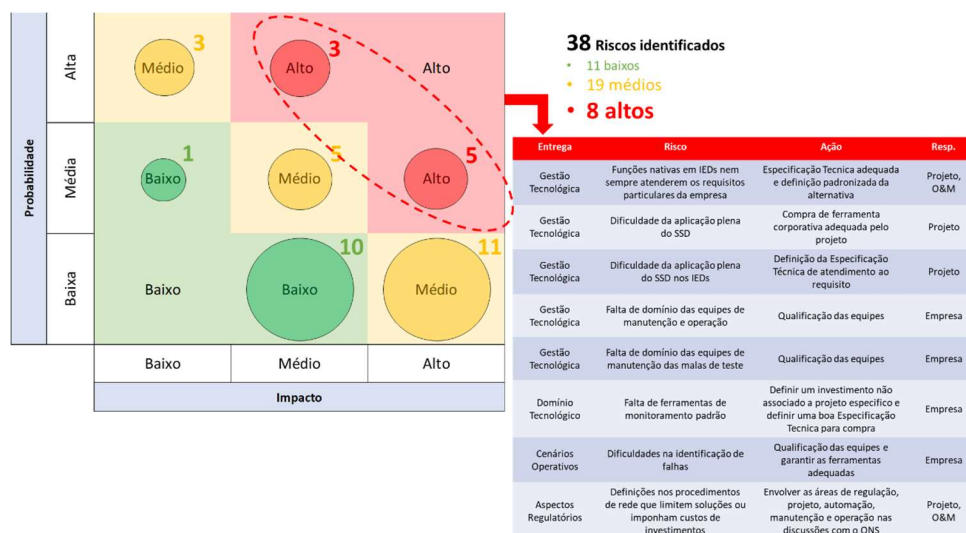 Probabilidade
Alta
Média
Baixa
Médio
3
Alto
3
Alto
Baixo
1
Médio
5
Alto
5
Baixo
Baixo
10
Médio
11
Baixo
Médio
Alto
Impacto
38 Riscos identificados
• 11 baixos
• 19 médios
• 8 altos
Entrega Risco Ação Resp.
Gestão
Tecnológica
Funções nativas em IEDs nem
sempre atenderem os requisitos
particulares da empresa
Especificação Tecnica adequada
e definição padronizada da
alternativa
Projeto,
O&M
Gestão
Tecnológica
Dificuldade da aplicação plena
do SSD
Compra de ferramenta
corporativa adequada pelo
projeto
Projeto
Gestão
Tecnológica
Dificuldade da aplicação plena
do SSD nos IEDs
Definição da Especificação
Técnica de atendimento ao
requisito
Projeto
Gestão
Tecnológica
Falta de domínio das equipes de
manutenção e operação
Qualificação das equipes
Empresa
Gestão
Tecnológica
Falta de domínio das equipes de
manutenção das malas de teste
Qualificação das equipes
Empresa
Domínio
Tecnológico
Falta de ferramentas de
monitoramento padrão
Definir um investimento não
associado a projeto especifico e
definir uma boa Especificação
Tecnica para compra
Empresa
Cenários
Operativos
Dificuldades na identificação de
falhas
Qualificação das equipes e
garantir as ferramentas
adequadas
Empresa
Aspectos
Regulatórios
Definições nos procedimentos
de rede que limitem soluções ou
imponham custos de
investimentos
Envolver as áreas de regulação,
projeto, automação,
manutenção e operação nas
discussões com o ONS
Projeto,
O&M